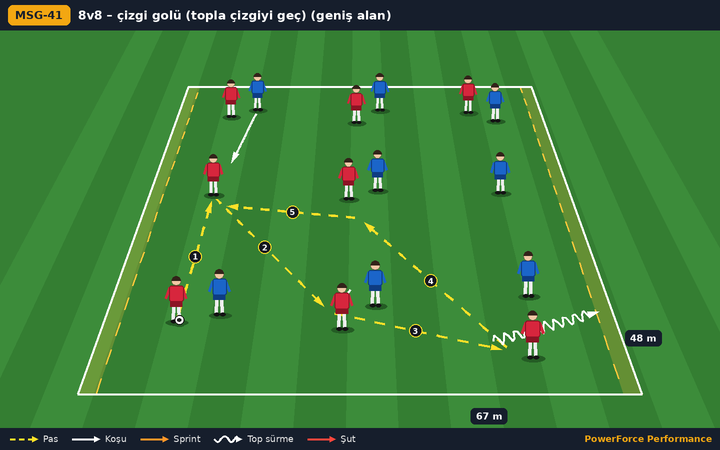 MSG-41 8v8 – çizgi golü (topla çizgiyi geç) (geniş alan)
5
1
2
4
3
48 m
67 m
Pas Koşu Sprint Top sürme Şut PowerForce Performance